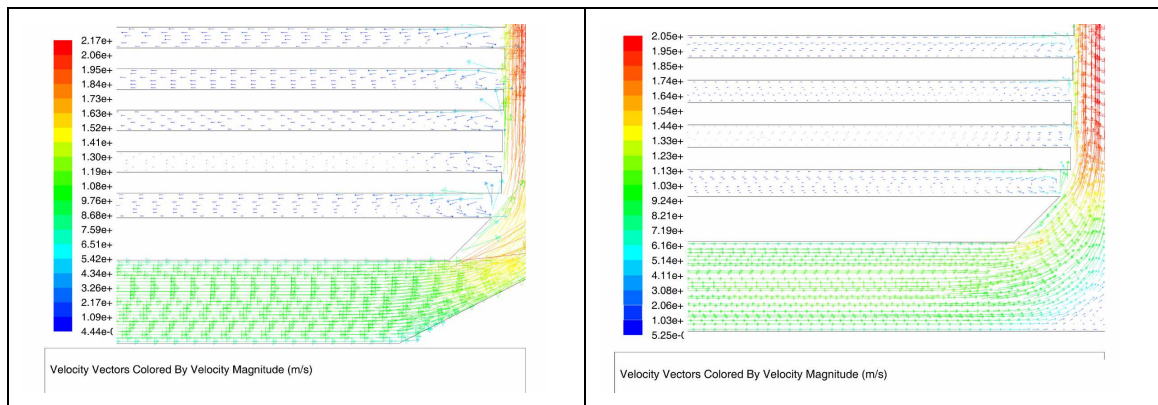 2.17e+
2.06e+
1.95e+
1.84e+
1.73e+
1.63e+
1.52e+
1.41e+
1.30e+
1.19e+
1.08e+
9.76e+
8.68e+
7.59e+
6.51e+
5.42e+
4.34e+
3.26e+
2.17e+
1.09e+
4.44e-(
Velocity Vectors Colored By Velocity Magnitude (m/s)
2.05e+
1.95e+
1.85e+
1.74e+
1.64e+
1.54e+
1.44e+
1.33e+
1.23e+
1.13e+
1.03e+
9.24e+
8.21e+
7.19e+
6.16e+
5.14e+
4.11e+
3.08e+
2.06e+
1.03e+
5.25e-(
Velocity Vectors Colored By Velocity Magnitude (m/s)